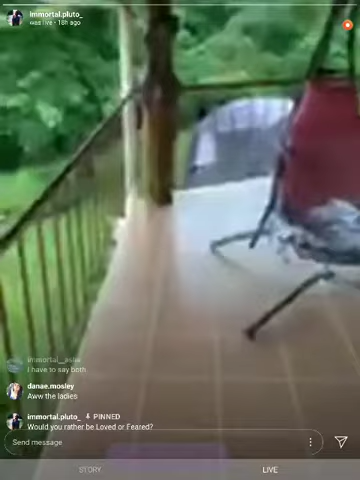 immortal.pluto_
was live • 18h ago
I have to say both
danae.mosley
Aww the ladies
immortal.pluto_ PINNED
Would you rather be Loved or Feared?
Send message
STORY LIVE